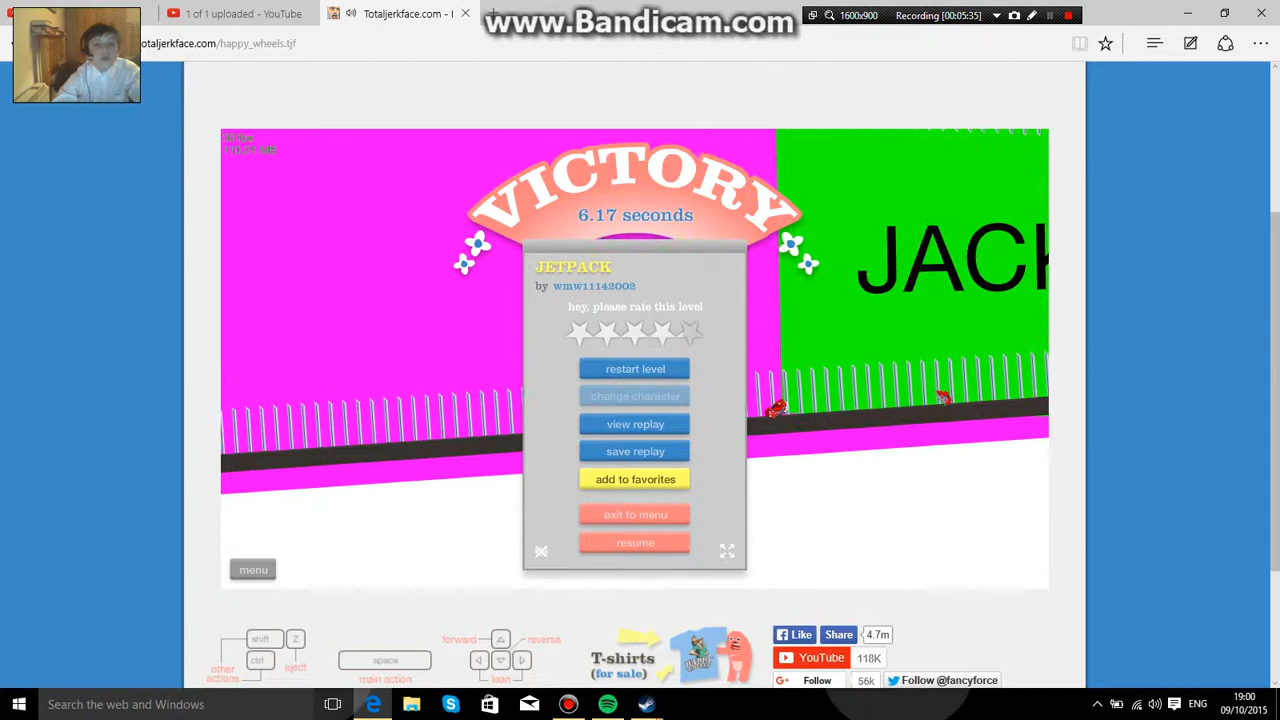 www.Bandicam.com
1600x900
Recording [00:05:35]
1 of 1 uploaded - YouTube
Totaljerkface.com - Happ
totaljerkface.com/happy_wheels.tjf
VICTORY
6.17 seconds
JETPACK
by wmw11142002
hey, please rate this level
restart level
change character
view replay
save replay
add to favorites
exit to menu
resume
JACK
menu
shift
Z
ctrl
eject
other
actions
space
main action
forward
reverse
lean
T-shirts
(for sale)
Like
Share
4.7m
YouTube
118K
Follow
56k
Follow @fancyforce
Search the web and Windows
19:00
09/10/2015